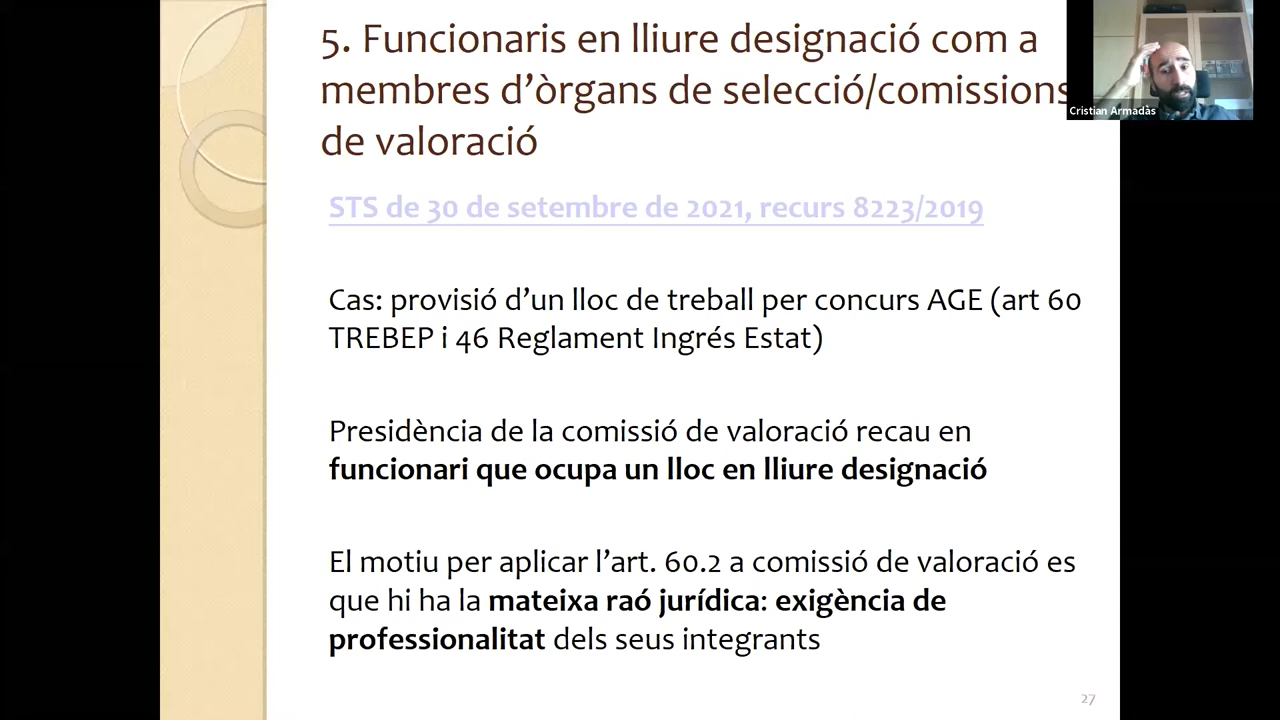 5. Funcionaris en lliure designació com a
membres d’òrgans de selecció/comissions
de valoració
Cristian Armadàs
STS de 30 de setembre de 2021, recurs 8223/2019
Cas: provisió d’un lloc de treball per concurs AGE (art 60
TREBEP i 46 Reglament Ingrés Estat)
Presidència de la comissió de valoració recau en
funcionari que ocupa un lloc en lliure designació
El motiu per aplicar l’art. 60.2 a comissió de valoració es
que hi ha la mateixa raó jurídica: exigència de
professionalitat dels seus integrants
27